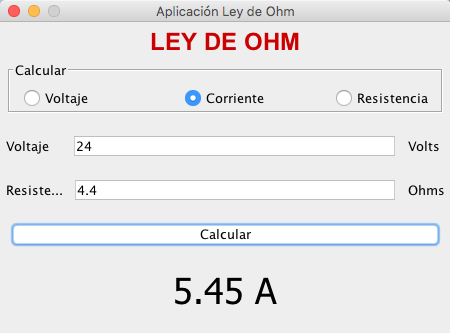 Aplicación Ley de Ohm
LEY DE OHM
Calcular
Voltaje Corriente Resistencia
Voltaje 24 Volts
Resiste... 4.4 Ohms
Calcular
5.45 A